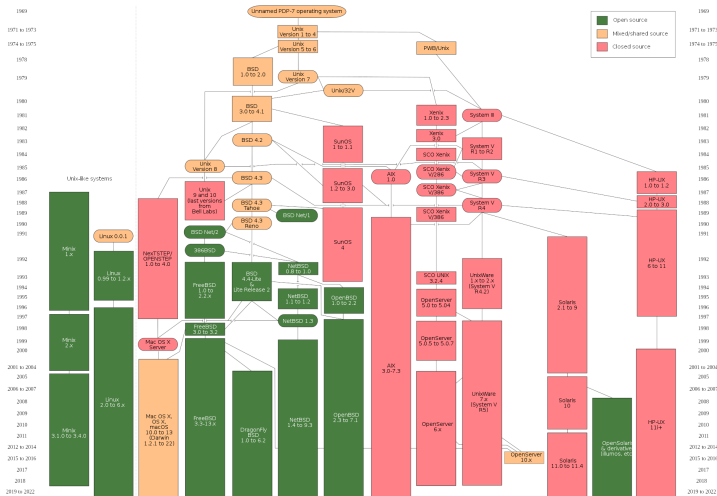 1969
Unnamed PDP-7 operating system
1969
Open source
Mixed/shared source
Closed source
1971 to 1973
Unix
Version 1 to 4
1971 to 1973
1974 to 1975
Unix
Version 5 to 6
PWB/Unix
1974 to 1975
1978
BSD
1.0 to 2.0
1978
1979
Unix
Version 7
1979
Unix/32V
1980
BSD
3.0 to 4.1
Xenix
1.0 to 2.3
System III
1980
1981
1981
1982
SunOS
1 to 1.1
Xenix
3.0
1982
1983
BSD 4.2
SCO Xenix
System V
R1 to R2
1983
1984
1984
1985
Unix
Version 8
SunOS
1.2 to 3.0
SCO Xenix
V/286
1985
Unix-like systems
BSD 4.3
AIX
1.0
System V
R3
HP-UX
1.0 to 1.2
1986
Unix
9 and 10
(last versions
from
Bell Labs)
SCO Xenix
V/386
1986
1987
1987
1988
BSD 4.3
Tahoe
System V
R4
HP-UX
2.0 to 3.0
1988
1989
BSD Net/1
SCO Xenix
V/386
1989
1990
BSD 4.3
Reno
1990
1991
Linux 0.0.1
BSD Net/2
1991
Minix
1.x
NeXTSTEP/
OPENSTEP
1.0 to 4.0
386BSD
SunOS
4
HP-UX
6 to 11
1992
NetBSD
0.8 to 1.0
UnixWare
1.x to 2.x
(System V
R4.2)
1992
1993
Linux
0.99 to 1.2.x
BSD
4.4-Lite
&
Lite Release 2
SCO UNIX
3.2.4
1993
1994
FreeBSD
1.0 to
2.2.x
1994
1995
NetBSD
1.1 to 1.2
OpenBSD
1.0 to 2.2
OpenServer
5.0 to 5.04
Solaris
2.1 to 9
1995
1996
1996
1997
NetBSD 1.3
1997
1998
FreeBSD
3.0 to 3.2
1998
1999
Minix
2.x
Mac OS X
Server
OpenServer
5.0.5 to 5.0.7
1999
2000
2000
2001 to 2004
AIX
3.0-7.3
2001 to 2004
2005
2005
2006 to 2007
Solaris
10
2006 to 2007
2008
Linux
2.0 to 6.x
UnixWare
7.x
(System V
R5)
2008
2009
2009
2010
Minix
3.1.0 to 3.4.0
Mac OS X,
OS X,
macOS
10.0 to 13
(Darwin
1.2.1 to 22)
FreeBSD
3.3-13.x
NetBSD
1.4 to 9.3
OpenBSD
2.3 to 7.1
OpenServer
6.x
HP-UX
11i+
2010
2011
2011
2012 to 2014
DragonFly
BSD
1.0 to 6.2
OpenSolaris
& derivatives
illumos, etc
2012 to 2014
2015 to 2016
OpenServer
10.x
Solaris
11.0 to 11.4
2015 to 2016
2017
2017
2018
2018
2019 to 2022
2019 to 2022